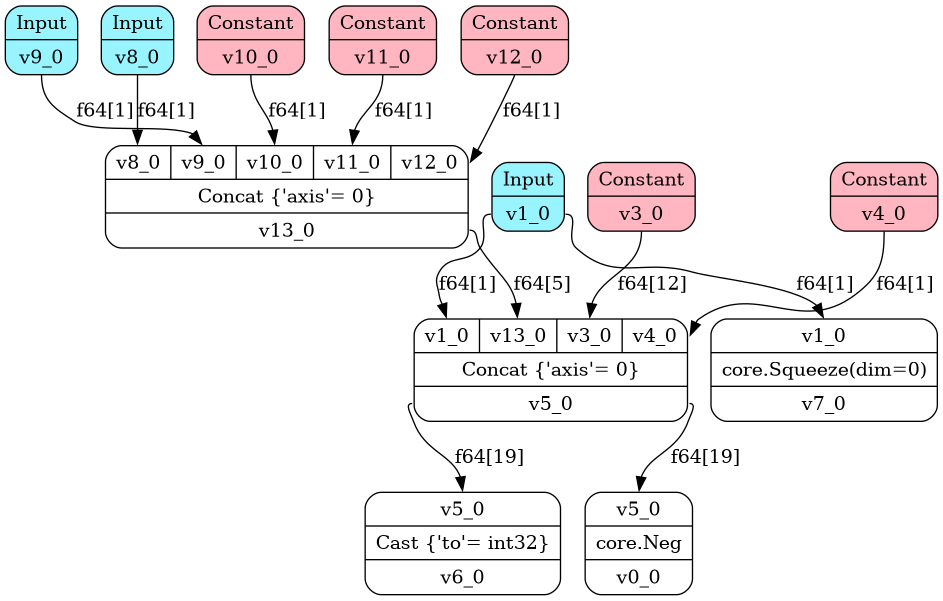 Input
v9_0
Input
v8_0
Constant
v10_0
Constant
v11_0
Constant
v12_0
f64[1]
f64[1]
f64[1]
f64[1]
f64[1]
v8_0
v9_0
v10_0
v11_0
v12_0
Concat {'axis'= 0}
v13_0
Input
v1_0
Constant
v3_0
Constant
v4_0
f64[1]
f64[5]
f64[12]
f64[1]
f64[1]
v1_0
v13_0
v3_0
v4_0
Concat {'axis'= 0}
v5_0
v1_0
core.Squeeze(dim=0)
v7_0
f64[19]
f64[19]
v5_0
Cast {'to'= int32}
v6_0
v5_0
core.Neg
v0_0